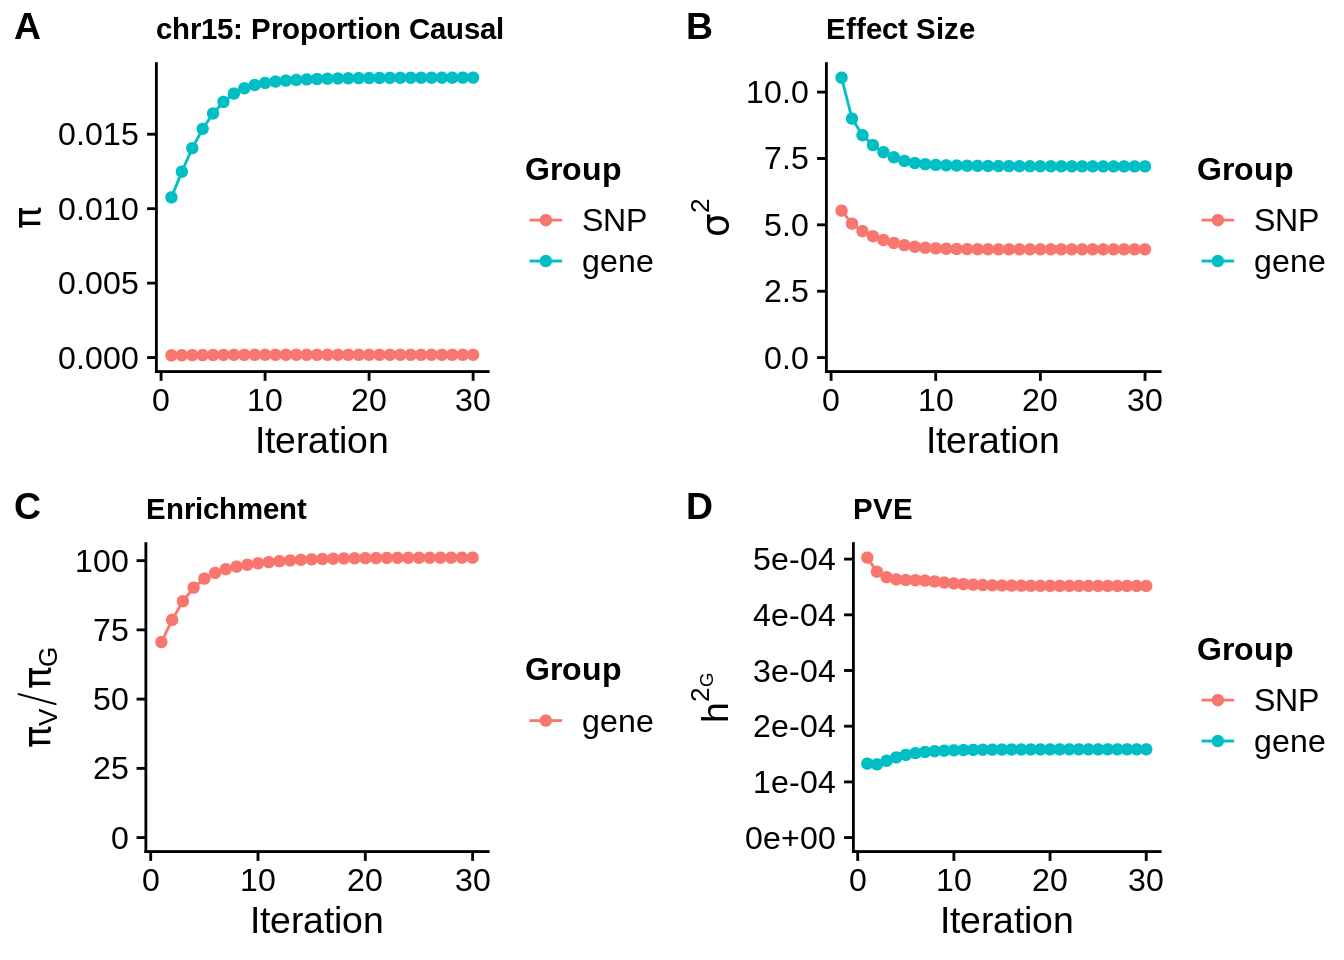 A
chr15: Proportion Causal
π
0.015
0.010
0.005
0.000
0 10 20 30
Iteration
Group
SNP
gene
B
Effect Size
σ²
10.0
7.5
5.0
2.5
0.0
0 10 20 30
Iteration
Group
SNP
gene
C
Enrichment
πV/πG
100
75
50
25
0
0 10 20 30
Iteration
Group
gene
D
PVE
h²G
5e-04
4e-04
3e-04
2e-04
1e-04
0e+00
0 10 20 30
Iteration
Group
SNP
gene